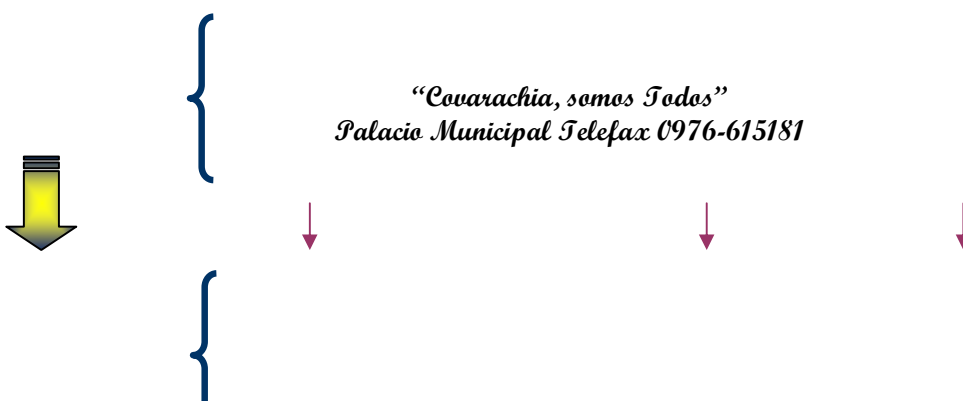 “Covarachia, somos Todos”
Palacio Municipal Telefax 0976-615181